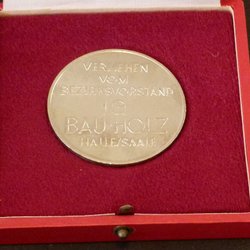 VERLIEHEN
VOM
BEZIRKSVORSTAND
IG
BAU-HOLZ
HALLE/SAALE